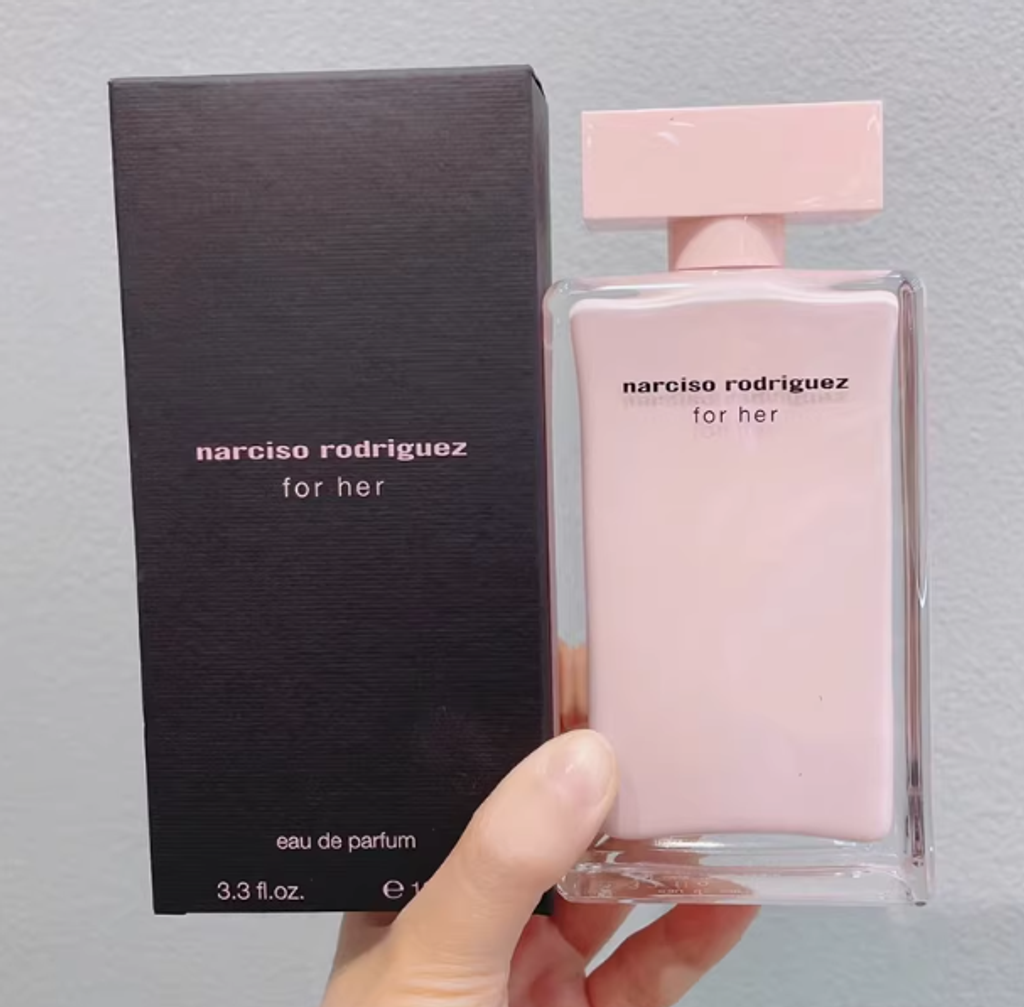 narciso rodriguez
for her
eau de parfum
3.3 fl.oz. ℮
narciso rodriguez
for her